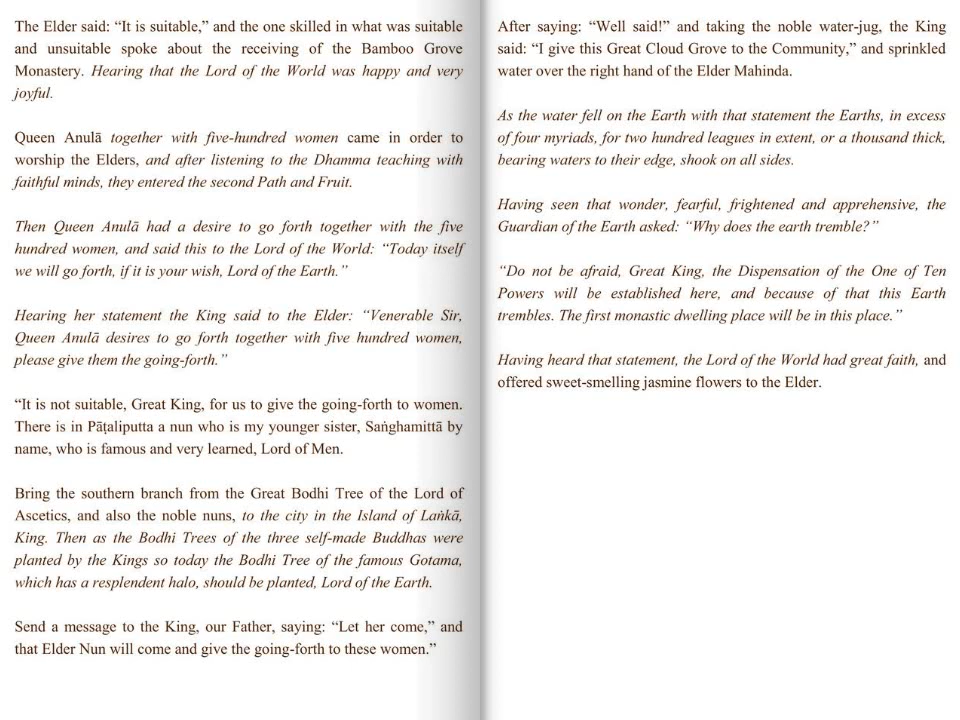 The Elder said: “It is suitable,” and the one skilled in what was suitable
and unsuitable spoke about the receiving of the Bamboo Grove
Monastery. Hearing that the Lord of the World was happy and very
joyful.
Queen Anulā together with five-hundred women came in order to
worship the Elders, and after listening to the Dhamma teaching with
faithful minds, they entered the second Path and Fruit.
Then Queen Anulā had a desire to go forth together with the five
hundred women, and said this to the Lord of the World: “Today itself
we will go forth, if it is your wish, Lord of the Earth.”
Hearing her statement the King said to the Elder: “Venerable Sir,
Queen Anulā desires to go forth together with five hundred women,
please give them the going-forth.”
“It is not suitable, Great King, for us to give the going-forth to women.
There is in Pāṭaliputta a nun who is my younger sister, Saṅghamittā by
name, who is famous and very learned, Lord of Men.
Bring the southern branch from the Great Bodhi Tree of the Lord of
Ascetics, and also the noble nuns, to the city in the Island of Laṅkā,
King. Then as the Bodhi Trees of the three self-made Buddhas were
planted by the Kings so today the Bodhi Tree of the famous Gotama,
which has a resplendent halo, should be planted, Lord of the Earth.
Send a message to the King, our Father, saying: “Let her come,” and
that Elder Nun will come and give the going-forth to these women.”
After saying: “Well said!” and taking the noble water-jug, the King
said: “I give this Great Cloud Grove to the Community,” and sprinkled
water over the right hand of the Elder Mahinda.
As the water fell on the Earth with that statement the Earths, in excess
of four myriads, for two hundred leagues in extent, or a thousand thick,
bearing waters to their edge, shook on all sides.
Having seen that wonder, fearful, frightened and apprehensive, the
Guardian of the Earth asked: “Why does the earth tremble?”
“Do not be afraid, Great King, the Dispensation of the One of Ten
Powers will be established here, and because of that this Earth
trembles. The first monastic dwelling place will be in this place.”
Having heard that statement, the Lord of the World had great faith, and
offered sweet-smelling jasmine flowers to the Elder.